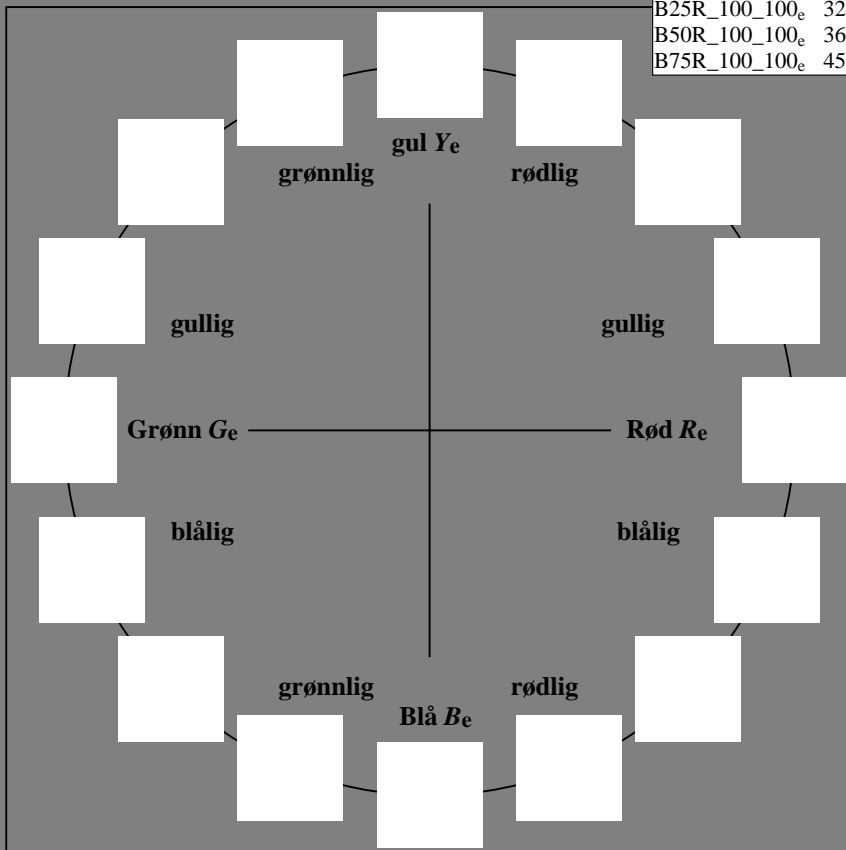 B25R_100_100e 32
B50R_100_100e 36
B75R_100_100e 45
gul Ye
grønnlig rødlig
gullig gullig
Grønn Ge Rød Re
blålig blålig
grønnlig rødlig
Blå Be